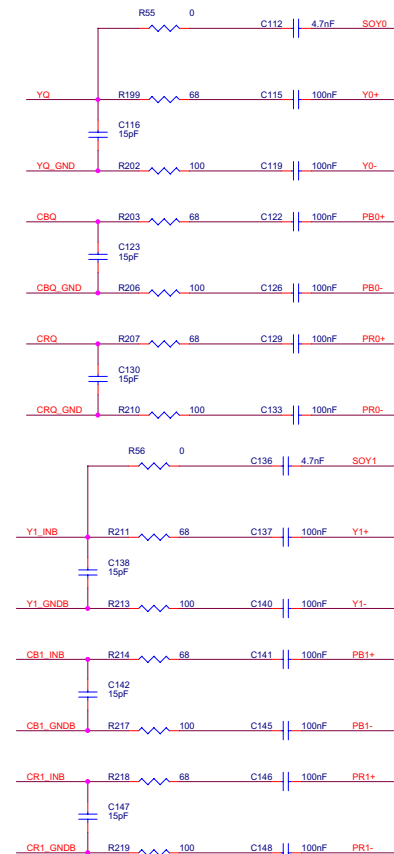 R55 0 C112 4.7nF SOY0
YQ R199 68 C115 100nF Y0+
C116
15pF
YQ_GND R202 100 C119 100nF Y0-
CBQ R203 68 C122 100nF PB0+
C123
15pF
CBQ_GND R206 100 C126 100nF PB0-
CRQ R207 68 C129 100nF PR0+
C130
15pF
CRQ_GND R210 100 C133 100nF PR0-
R56 0 C136 4.7nF SOY1
Y1_INB R211 68 C137 100nF Y1+
C138
15pF
Y1_GNDB R213 100 C140 100nF Y1-
CB1_INB R214 68 C141 100nF PB1+
C142
15pF
CB1_GNDB R217 100 C145 100nF PB1-
CR1_INB R218 68 C146 100nF PR1+
C147
15pF
CR1_GNDB R219 100 C148 100nF PR1-